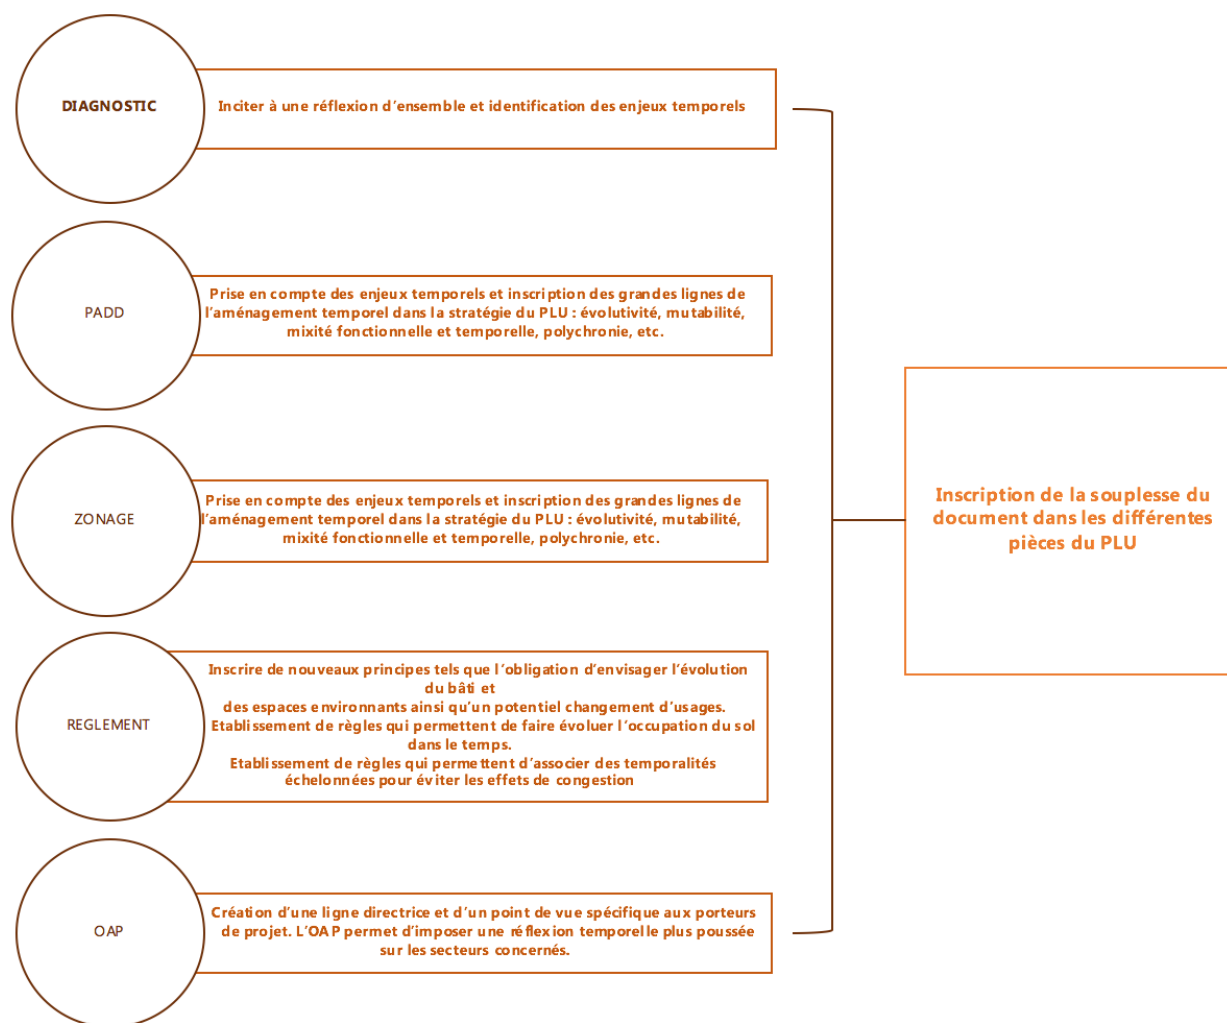 DIAGNOSTIC
Inciter à une réflexion d’ensemble et identification des enjeux temporels
PADD
Prise en compte des enjeux temporels et inscription des grandes lignes de
l’aménagement temporel dans la stratégie du PLU : évolutivité, mutabilité,
mixité fonctionnelle et temporelle, polychronie, etc.
ZONAGE
Prise en compte des enjeux temporels et inscription des grandes lignes de
l’aménagement temporel dans la stratégie du PLU : évolutivité, mutabilité,
mixité fonctionnelle et temporelle, polychronie, etc.
REGLEMENT
Inscrire de nouveaux principes tels que l’obligation d’envisager l’évolution
du bâti et
des espaces environnants ainsi qu’un potentiel changement d’usages.
Etablissement de règles qui permettent de faire évoluer l’occupation du sol
dans le temps.
Etablissement de règles qui permettent d’associer des temporalités
échelonnées pour éviter les effets de congestion
OAP
Création d’une ligne directrice et d’un point de vue spécifique aux porteurs
de projet. L’OAP permet d’imposer une réflexion temporelle plus poussée
sur les secteurs concernés.
Inscription de la souplesse du
document dans les différentes
pièces du PLU